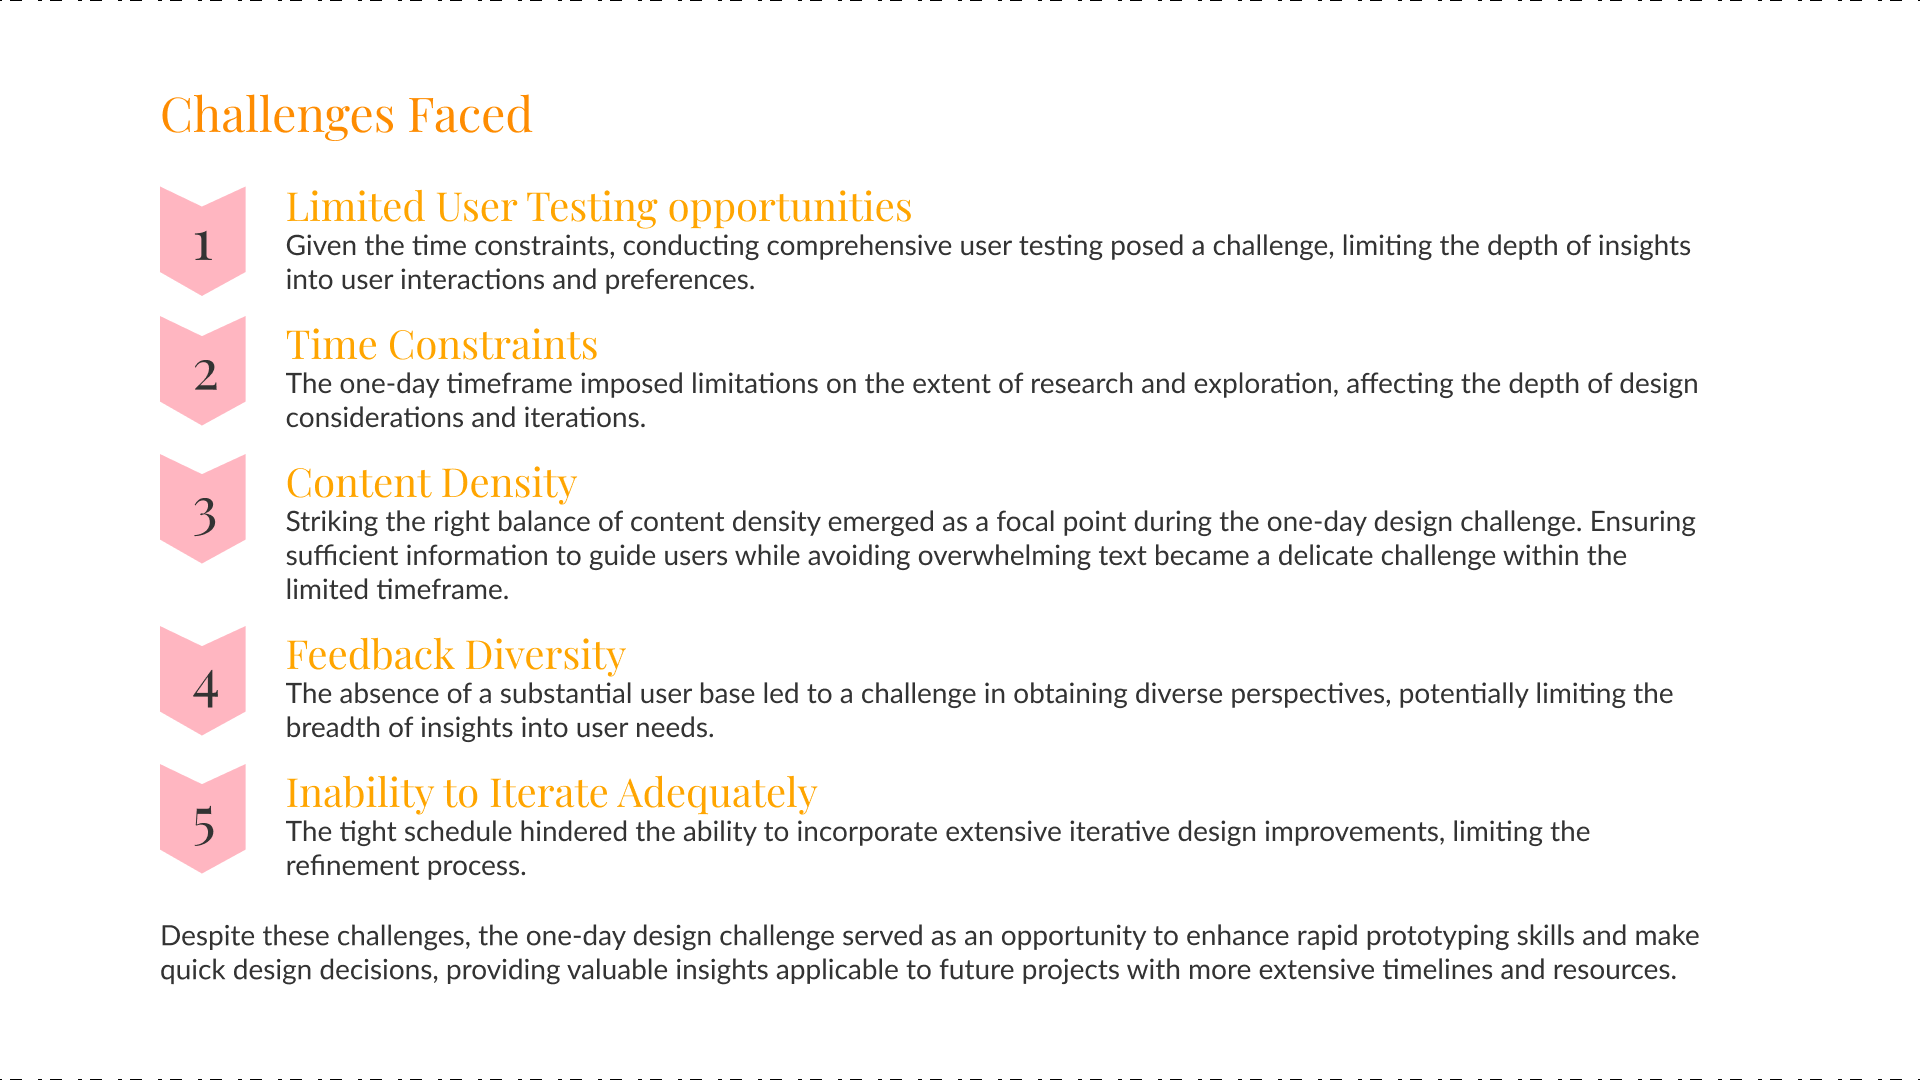 Challenges Faced
1
Limited User Testing opportunities
Given the time constraints, conducting comprehensive user testing posed a challenge, limiting the depth of insights
into user interactions and preferences.
2
Time Constraints
The one-day timeframe imposed limitations on the extent of research and exploration, affecting the depth of design
considerations and iterations.
3
Content Density
Striking the right balance of content density emerged as a focal point during the one-day design challenge. Ensuring
sufficient information to guide users while avoiding overwhelming text became a delicate challenge within the
limited timeframe.
4
Feedback Diversity
The absence of a substantial user base led to a challenge in obtaining diverse perspectives, potentially limiting the
breadth of insights into user needs.
5
Inability to Iterate Adequately
The tight schedule hindered the ability to incorporate extensive iterative design improvements, limiting the
refinement process.
Despite these challenges, the one-day design challenge served as an opportunity to enhance rapid prototyping skills and make
quick design decisions, providing valuable insights applicable to future projects with more extensive timelines and resources.